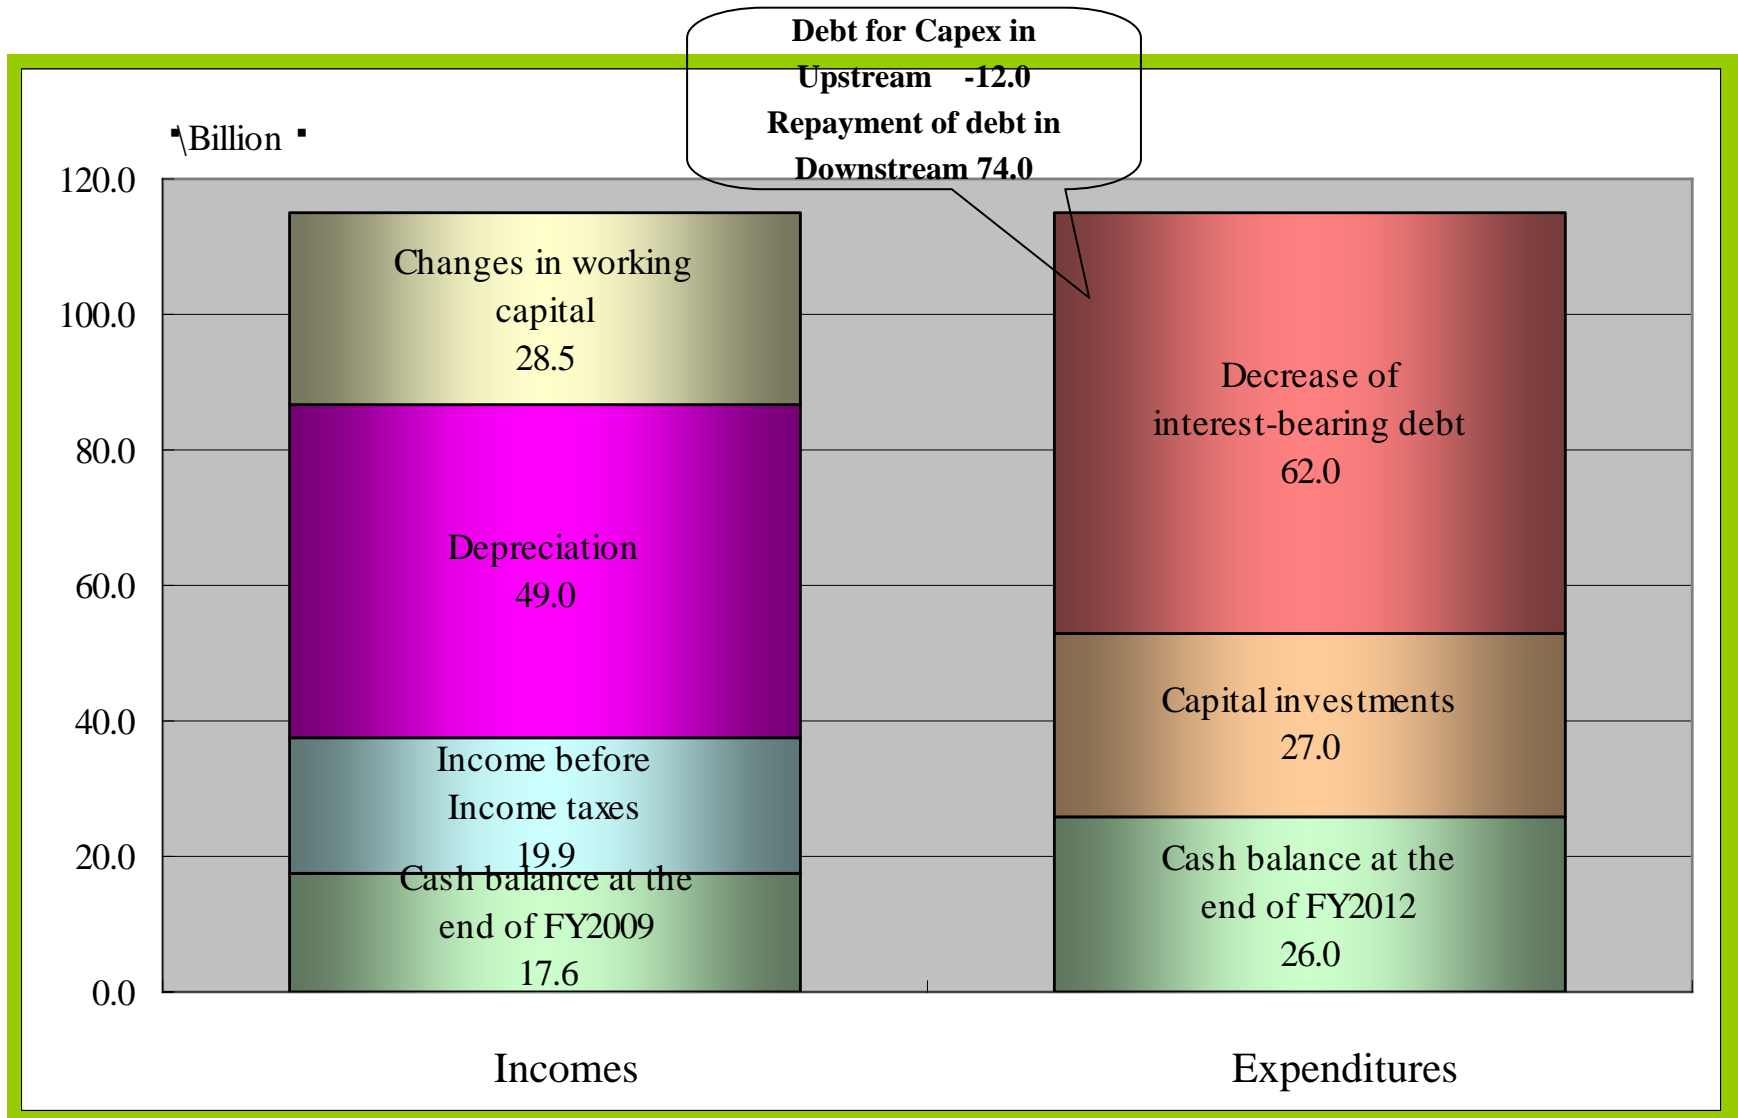 Debt for Capex in
Upstream -12.0
Repayment of debt in
Downstream 74.0
\Billion
120.0
100.0
80.0
60.0
40.0
20.0
0.0
Changes in working
capital
28.5
Depreciation
49.0
Income before
Income taxes
19.9
Cash balance at the
end of FY2009
17.6
Decrease of
interest-bearing debt
62.0
Capital investments
27.0
Cash balance at the
end of FY2012
26.0
Incomes
Expenditures